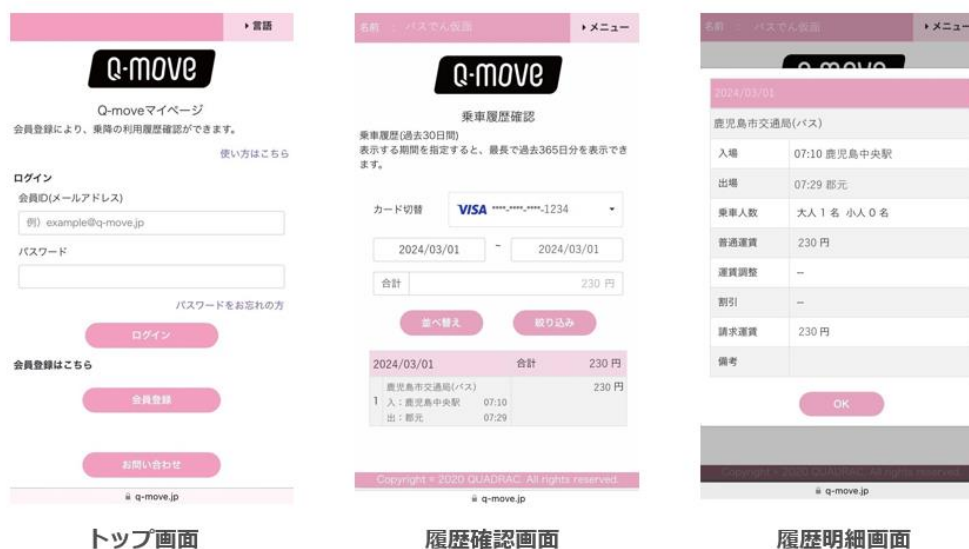 ▸ 言語
Q-move
Q-moveマイページ
会員登録により、乗降の利用履歴確認ができます。
使い方はこちら
ログイン
会員ID(メールアドレス)
例）example@q-move.jp
パスワード
パスワードをお忘れの方
ログイン
会員登録はこちら
会員登録
お問い合わせ
q-move.jp
トップ画面
名前 : バスでん仮面
▸ メニュー
Q-move
乗車履歴確認
乗車履歴(過去30日間)
表示する期間を指定すると、最長で過去365日分を表示でき
ます。
カード切替 VISA ****-****-****-1234
2024/03/01 ~ 2024/03/01
合計 230 円
並べ替え 絞り込み
2024/03/01 合計 230 円
鹿児島市交通局(バス) 230 円
1 入：鹿児島中央駅 07:10
出：郡元 07:29
Copyright © 2020 QUADRAC. All rights reserved.
q-move.jp
履歴確認画面
名前 : バスでん仮面
▸ メニュー
Q-move
2024/03/01
鹿児島市交通局(バス)
入場 07:10 鹿児島中央駅
出場 07:29 郡元
乗車人数 大人 1 名 小人 0 名
普通運賃 230 円
運賃調整 --
割引 --
請求運賃 230 円
備考
OK
Copyright © 2020 QUADRAC. All rights reserved.
q-move.jp
履歴明細画面